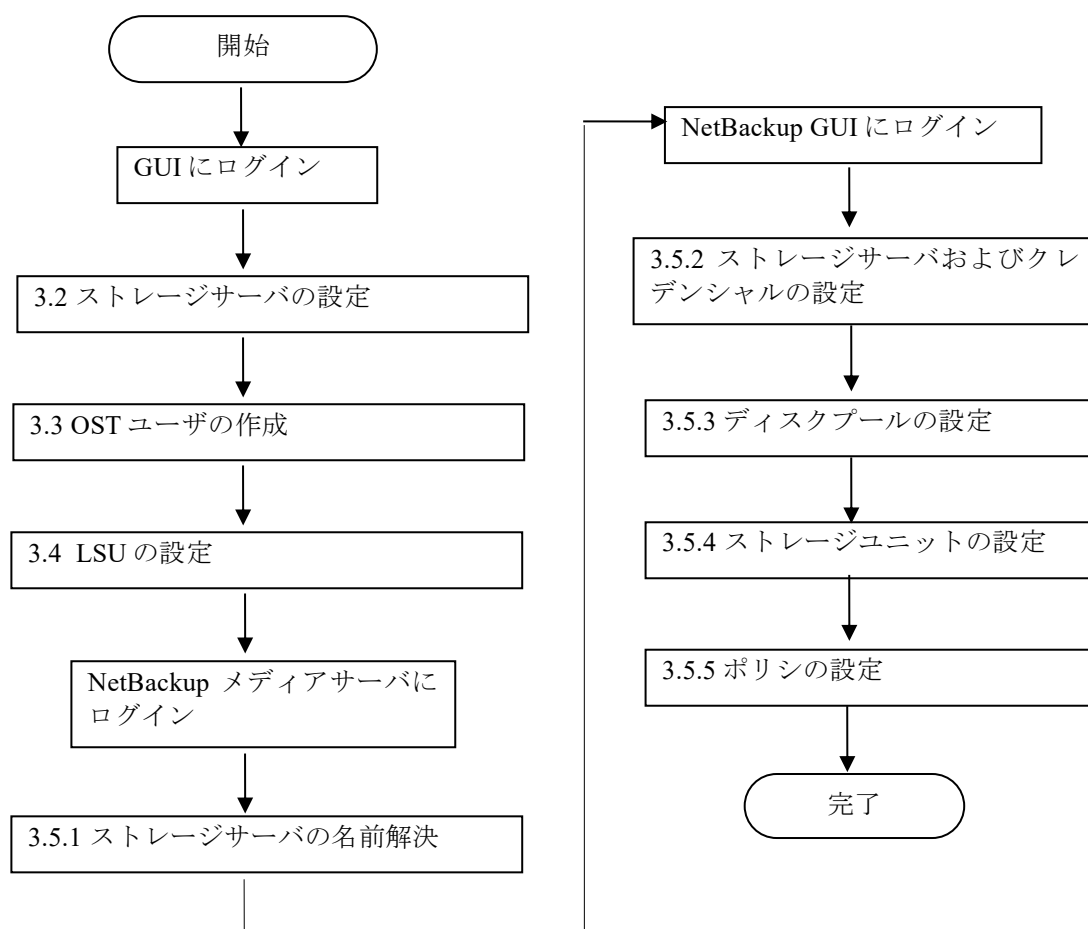 開始
GUI にログイン
3.2 ストレージサーバの設定
3.3 OST ユーザの作成
3.4 LSU の設定
NetBackup メディアサーバに
ログイン
3.5.1 ストレージサーバの名前解決
NetBackup GUI にログイン
3.5.2 ストレージサーバおよびクレ
デンシャルの設定
3.5.3 ディスクプールの設定
3.5.4 ストレージユニットの設定
3.5.5 ポリシの設定
完了